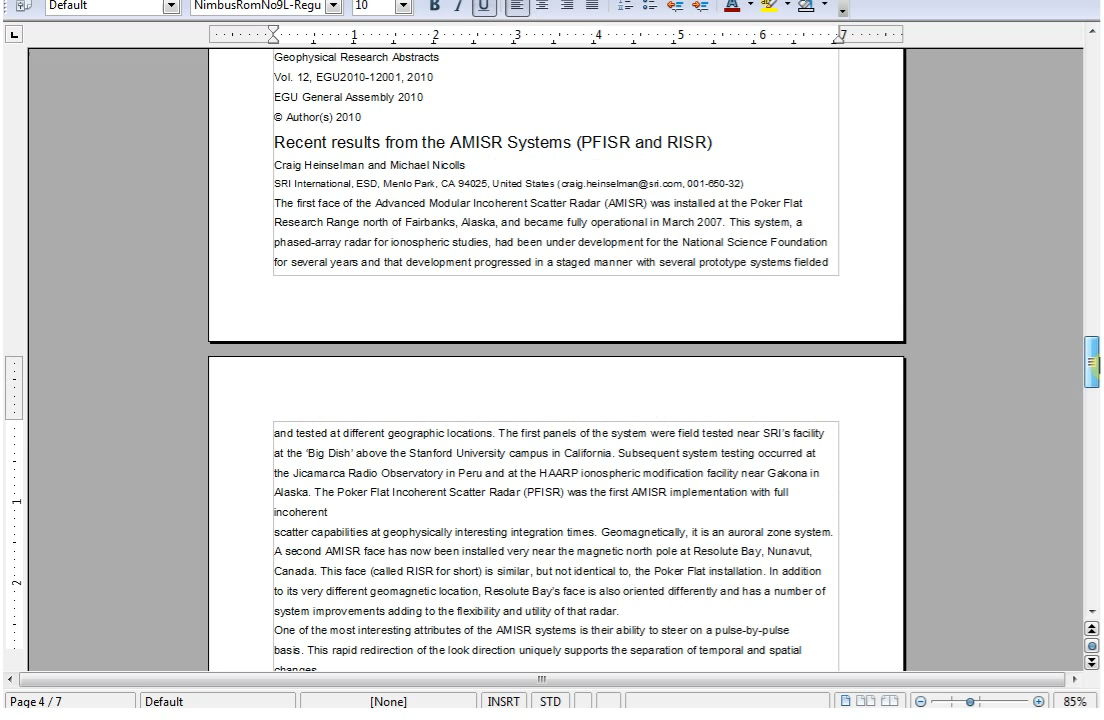 Default NimbusRomNo9L-Regu 10 B I U A
1 2 3 4 5 6 7
Geophysical Research Abstracts
Vol. 12, EGU2010-12001, 2010
EGU General Assembly 2010
© Author(s) 2010
Recent results from the AMISR Systems (PFISR and RISR)
Craig Heinselman and Michael Nicolls
SRI International, ESD, Menlo Park, CA 94025, United States (craig.heinselman@sri.com, 001-650-32)
The first face of the Advanced Modular Incoherent Scatter Radar (AMISR) was installed at the Poker Flat
Research Range north of Fairbanks, Alaska, and became fully operational in March 2007. This system, a
phased-array radar for ionospheric studies, had been under development for the National Science Foundation
for several years and that development progressed in a staged manner with several prototype systems fielded
and tested at different geographic locations. The first panels of the system were field tested near SRI's facility
at the 'Big Dish' above the Stanford University campus in California. Subsequent system testing occurred at
the Jicamarca Radio Observatory in Peru and at the HAARP ionospheric modification facility near Gakona in
Alaska. The Poker Flat Incoherent Scatter Radar (PFISR) was the first AMISR implementation with full
incoherent
scatter capabilities at geophysically interesting integration times. Geomagnetically, it is an auroral zone system.
A second AMISR face has now been installed very near the magnetic north pole at Resolute Bay, Nunavut,
Canada. This face (called RISR for short) is similar, but not identical to, the Poker Flat installation. In addition
to its very different geomagnetic location, Resolute Bay's face is also oriented differently and has a number of
system improvements adding to the flexibility and utility of that radar.
One of the most interesting attributes of the AMISR systems is their ability to steer on a pulse-by-pulse
basis. This rapid redirection of the look direction uniquely supports the separation of temporal and spatial
changes
1
2
Page 4 / 7 Default [None] INSRT STD 85%